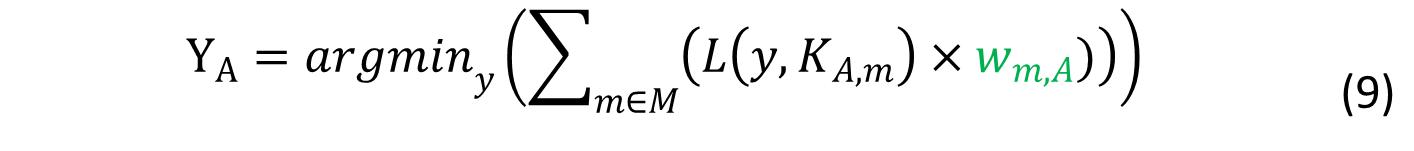 Y_A = argmin_y(∑_{m∈M}(L(y, K_{A,m}) × w_{m,A}))) (9)